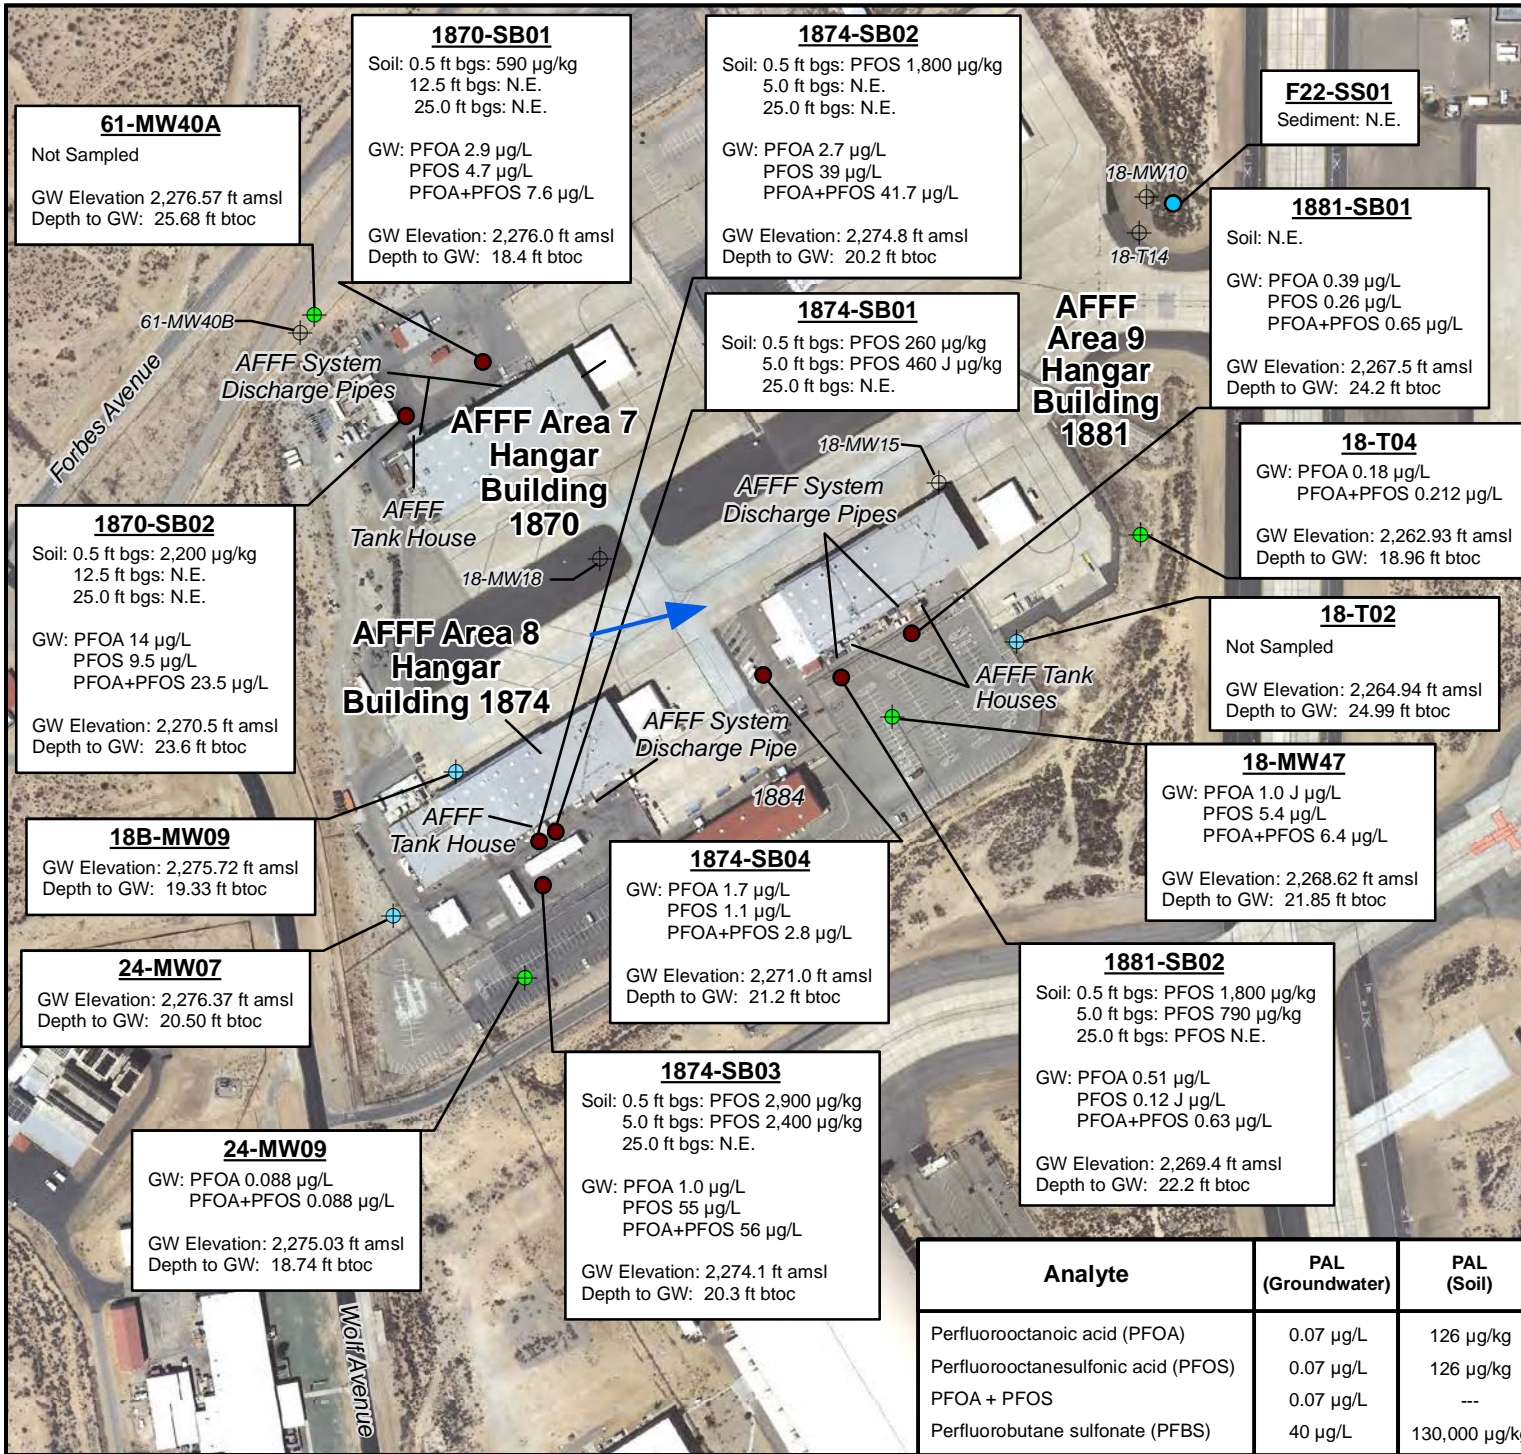 1870-SB01
Soil: 0.5 ft bgs: 590 µg/kg
12.5 ft bgs: N.E.
25.0 ft bgs: N.E.
GW: PFOA 2.9 µg/L
PFOS 4.7 µg/L
PFOA+PFOS 7.6 µg/L
GW Elevation: 2,276.0 ft amsl
Depth to GW: 18.4 ft btoc
1874-SB02
Soil: 0.5 ft bgs: PFOS 1,800 µg/kg
5.0 ft bgs: N.E.
25.0 ft bgs: N.E.
GW: PFOA 2.7 µg/L
PFOS 39 µg/L
PFOA+PFOS 41.7 µg/L
GW Elevation: 2,274.8 ft amsl
Depth to GW: 20.2 ft btoc
F22-SS01
Sediment: N.E.
61-MW40A
Not Sampled
GW Elevation 2,276.57 ft amsl
Depth to GW: 25.68 ft btoc
18-MW10
18-T14
1881-SB01
Soil: N.E.
GW: PFOA 0.39 µg/L
PFOS 0.26 µg/L
PFOA+PFOS 0.65 µg/L
GW Elevation: 2,267.5 ft amsl
Depth to GW: 24.2 ft btoc
1874-SB01
Soil: 0.5 ft bgs: PFOS 260 µg/kg
5.0 ft bgs: PFOS 460 J µg/kg
25.0 ft bgs: N.E.
AFFF
Area 9
Hangar
Building
1881
61-MW40B
AFFF System
Discharge Pipes
Forbes Avenue
AFFF Area 7
Hangar
Building
1870
AFFF
Tank House
18-MW15
AFFF System
Discharge Pipes
18-T04
GW: PFOA 0.18 µg/L
PFOA+PFOS 0.212 µg/L
GW Elevation: 2,262.93 ft amsl
Depth to GW: 18.96 ft btoc
1870-SB02
Soil: 0.5 ft bgs: 2,200 µg/kg
12.5 ft bgs: N.E.
25.0 ft bgs: N.E.
GW: PFOA 14 µg/L
PFOS 9.5 µg/L
PFOA+PFOS 23.5 µg/L
GW Elevation: 2,270.5 ft amsl
Depth to GW: 23.6 ft btoc
18-MW18
AFFF Area 8
Hangar
Building 1874
18-T02
Not Sampled
GW Elevation: 2,264.94 ft amsl
Depth to GW: 24.99 ft btoc
AFFF Tank
Houses
AFFF System
Discharge Pipe
1884
AFFF
Tank House
18-MW47
GW: PFOA 1.0 J µg/L
PFOS 5.4 µg/L
PFOA+PFOS 6.4 µg/L
GW Elevation: 2,268.62 ft amsl
Depth to GW: 21.85 ft btoc
18B-MW09
GW Elevation: 2,275.72 ft amsl
Depth to GW: 19.33 ft btoc
1874-SB04
GW: PFOA 1.7 µg/L
PFOS 1.1 µg/L
PFOA+PFOS 2.8 µg/L
GW Elevation: 2,271.0 ft amsl
Depth to GW: 21.2 ft btoc
24-MW07
GW Elevation: 2,276.37 ft amsl
Depth to GW: 20.50 ft btoc
1881-SB02
Soil: 0.5 ft bgs: PFOS 1,800 µg/kg
5.0 ft bgs: PFOS 790 µg/kg
25.0 ft bgs: PFOS N.E.
GW: PFOA 0.51 µg/L
PFOS 0.12 J µg/L
PFOA+PFOS 0.63 µg/L
GW Elevation: 2,269.4 ft amsl
Depth to GW: 22.2 ft btoc
1874-SB03
Soil: 0.5 ft bgs: PFOS 2,900 µg/kg
5.0 ft bgs: PFOS 2,400 µg/kg
25.0 ft bgs: N.E.
GW: PFOA 1.0 µg/L
PFOS 55 µg/L
PFOA+PFOS 56 µg/L
GW Elevation: 2,274.1 ft amsl
Depth to GW: 20.3 ft btoc
24-MW09
GW: PFOA 0.088 µg/L
PFOA+PFOS 0.088 µg/L
GW Elevation: 2,275.03 ft amsl
Depth to GW: 18.74 ft btoc
Wolf Avenue
Analyte PAL (Groundwater) PAL (Soil)
Perfluorooctanoic acid (PFOA) 0.07 µg/L 126 µg/kg
Perfluorooctanesulfonic acid (PFOS) 0.07 µg/L 126 µg/kg
PFOA + PFOS 0.07 µg/L ---
Perfluorobutane sulfonate (PFBS) 40 µg/L 130,000 µg/kg